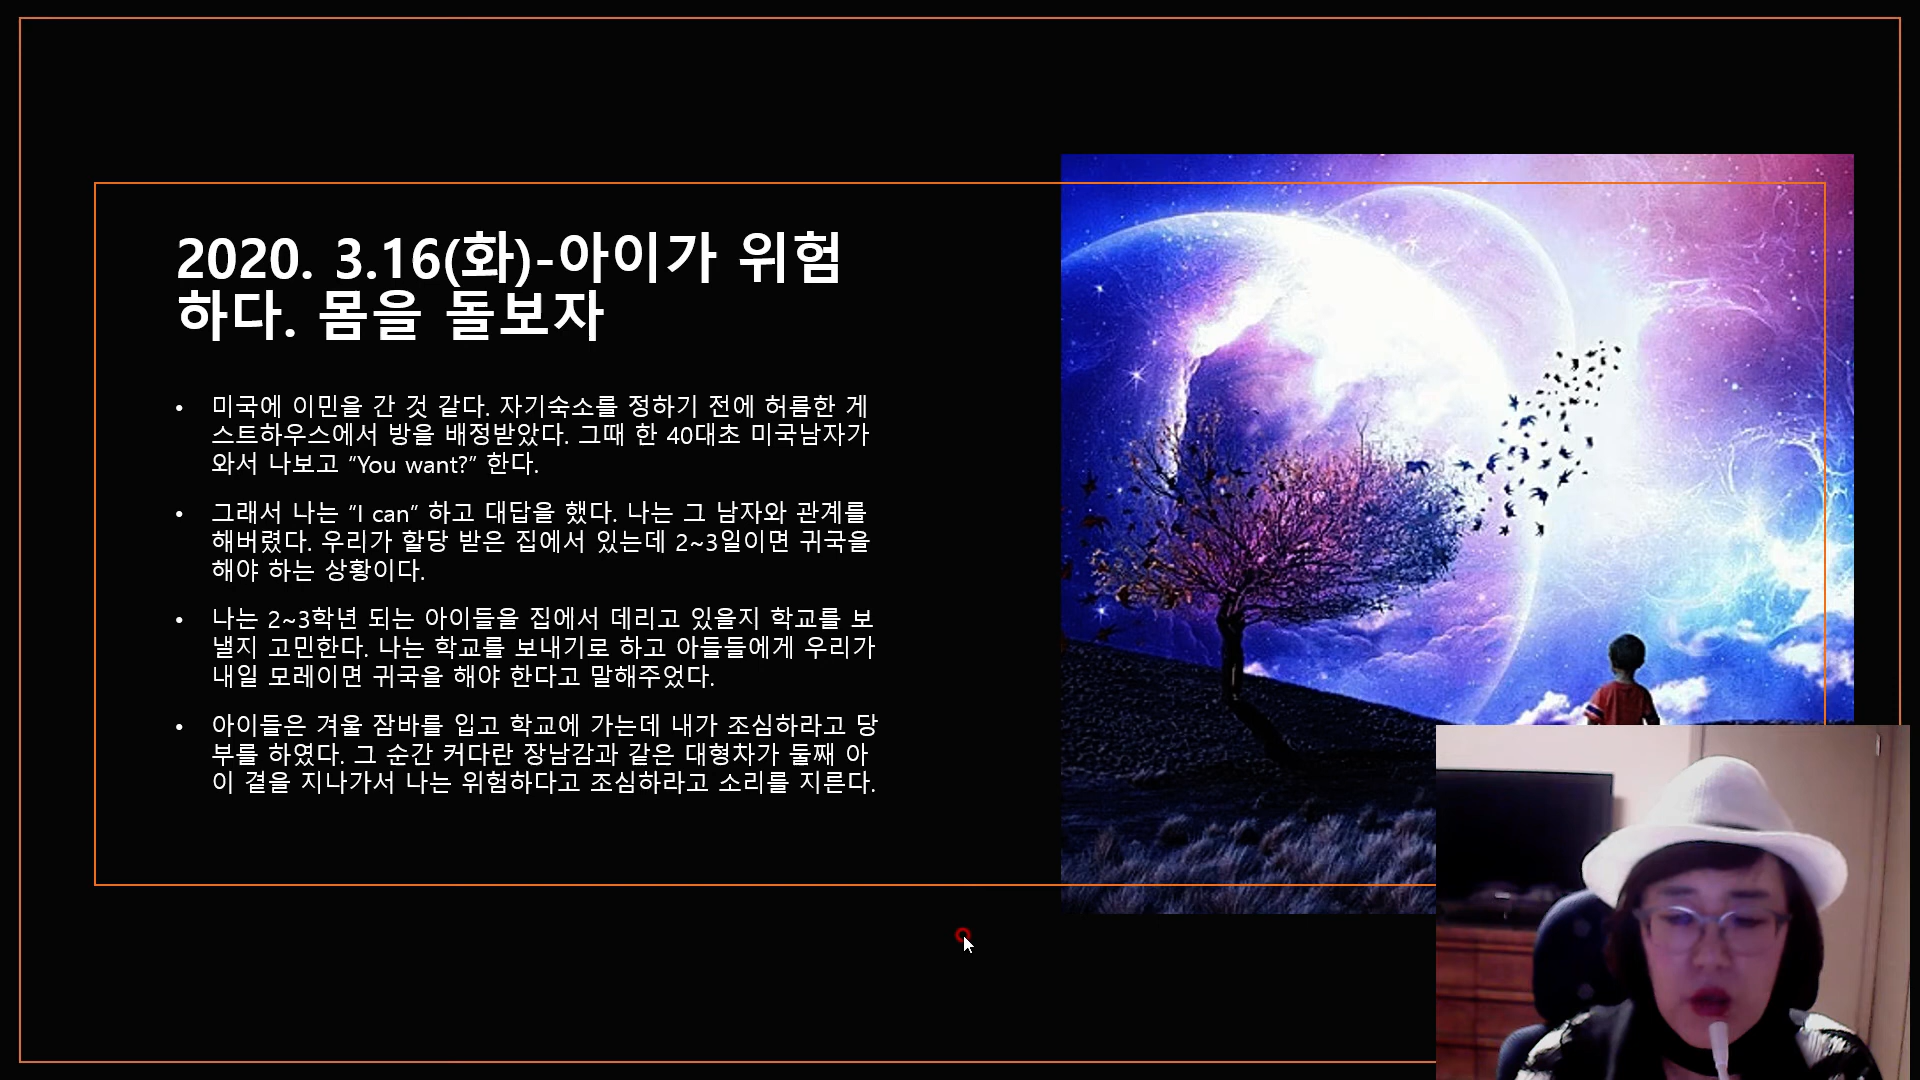 2020. 3.16(화)-아이가 위험
하다. 몸을 돌보자
• 미국에 이민을 간 것 같다. 자기숙소를 정하기 전에 허름한 게
스트하우스에서 방을 배정받았다. 그때 한 40대초 미국남자가
와서 나보고 “You want?” 한다.
• 그래서 나는 “I can” 하고 대답을 했다. 나는 그 남자와 관계를
해버렸다. 우리가 할당 받은 집에서 있는데 2~3일이면 귀국을
해야 하는 상황이다.
• 나는 2~3학년 되는 아이들을 집에서 데리고 있을지 학교를 보
낼지 고민한다. 나는 학교를 보내기로 하고 아들들에게 우리가
내일 모레이면 귀국을 해야 한다고 말해주었다.
• 아이들은 겨울 잠바를 입고 학교에 가는데 내가 조심하라고 당
부를 하였다. 그 순간 커다란 장남감과 같은 대형차가 둘째 아
이 곁을 지나가서 나는 위험하다고 조심하라고 소리를 지른다.